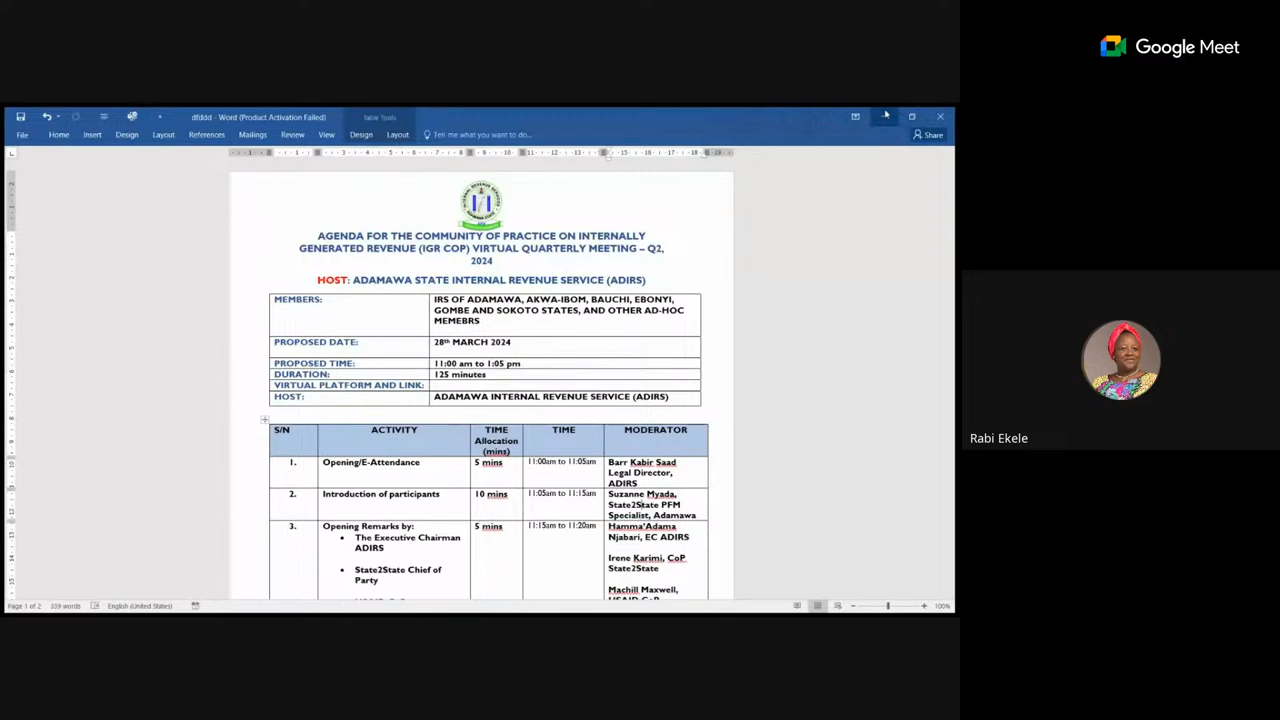 Google Meet
dfddd - Word (Product Activation Failed)
Table Tools
File Home Insert Design Layout References Mailings Review View Design Layout Tell me what you want to do...
Share
AGENDA FOR THE COMMUNITY OF PRACTICE ON INTERNALLY
GENERATED REVENUE (IGR COP) VIRTUAL QUARTERLY MEETING – Q2,
2024
HOST: ADAMAWA STATE INTERNAL REVENUE SERVICE (ADIRS)
MEMBERS: IRS OF ADAMAWA, AKWA-IBOM, BAUCHI, EBONYI,
GOMBE AND SOKOTO STATES, AND OTHER AD-HOC
MEMEBRS
PROPOSED DATE: 28th MARCH 2024
PROPOSED TIME: 11:00 am to 1:05 pm
DURATION: 125 minutes
VIRTUAL PLATFORM AND LINK:
HOST: ADAMAWA INTERNAL REVENUE SERVICE (ADIRS)
S/N ACTIVITY TIME TIME MODERATOR
Allocation
(mins)
1. Opening/E-Attendance 5 mins 11:00am to 11:05am Barr Kabir Saad
Legal Director,
ADIRS
2. Introduction of participants 10 mins 11:05am to 11:15am Suzanne Myada,
State2State PFM
Specialist, Adamawa
3. Opening Remarks by: 5 mins 11:15am to 11:20am Hamma'Adama
• The Executive Chairman Njabari, EC ADIRS
ADIRS
Irene Karimi, CoP
• State2State Chief of State2State
Party
Machill Maxwell,
Page 1 of 2 339 words English (United States) 100%
Rabi Ekele